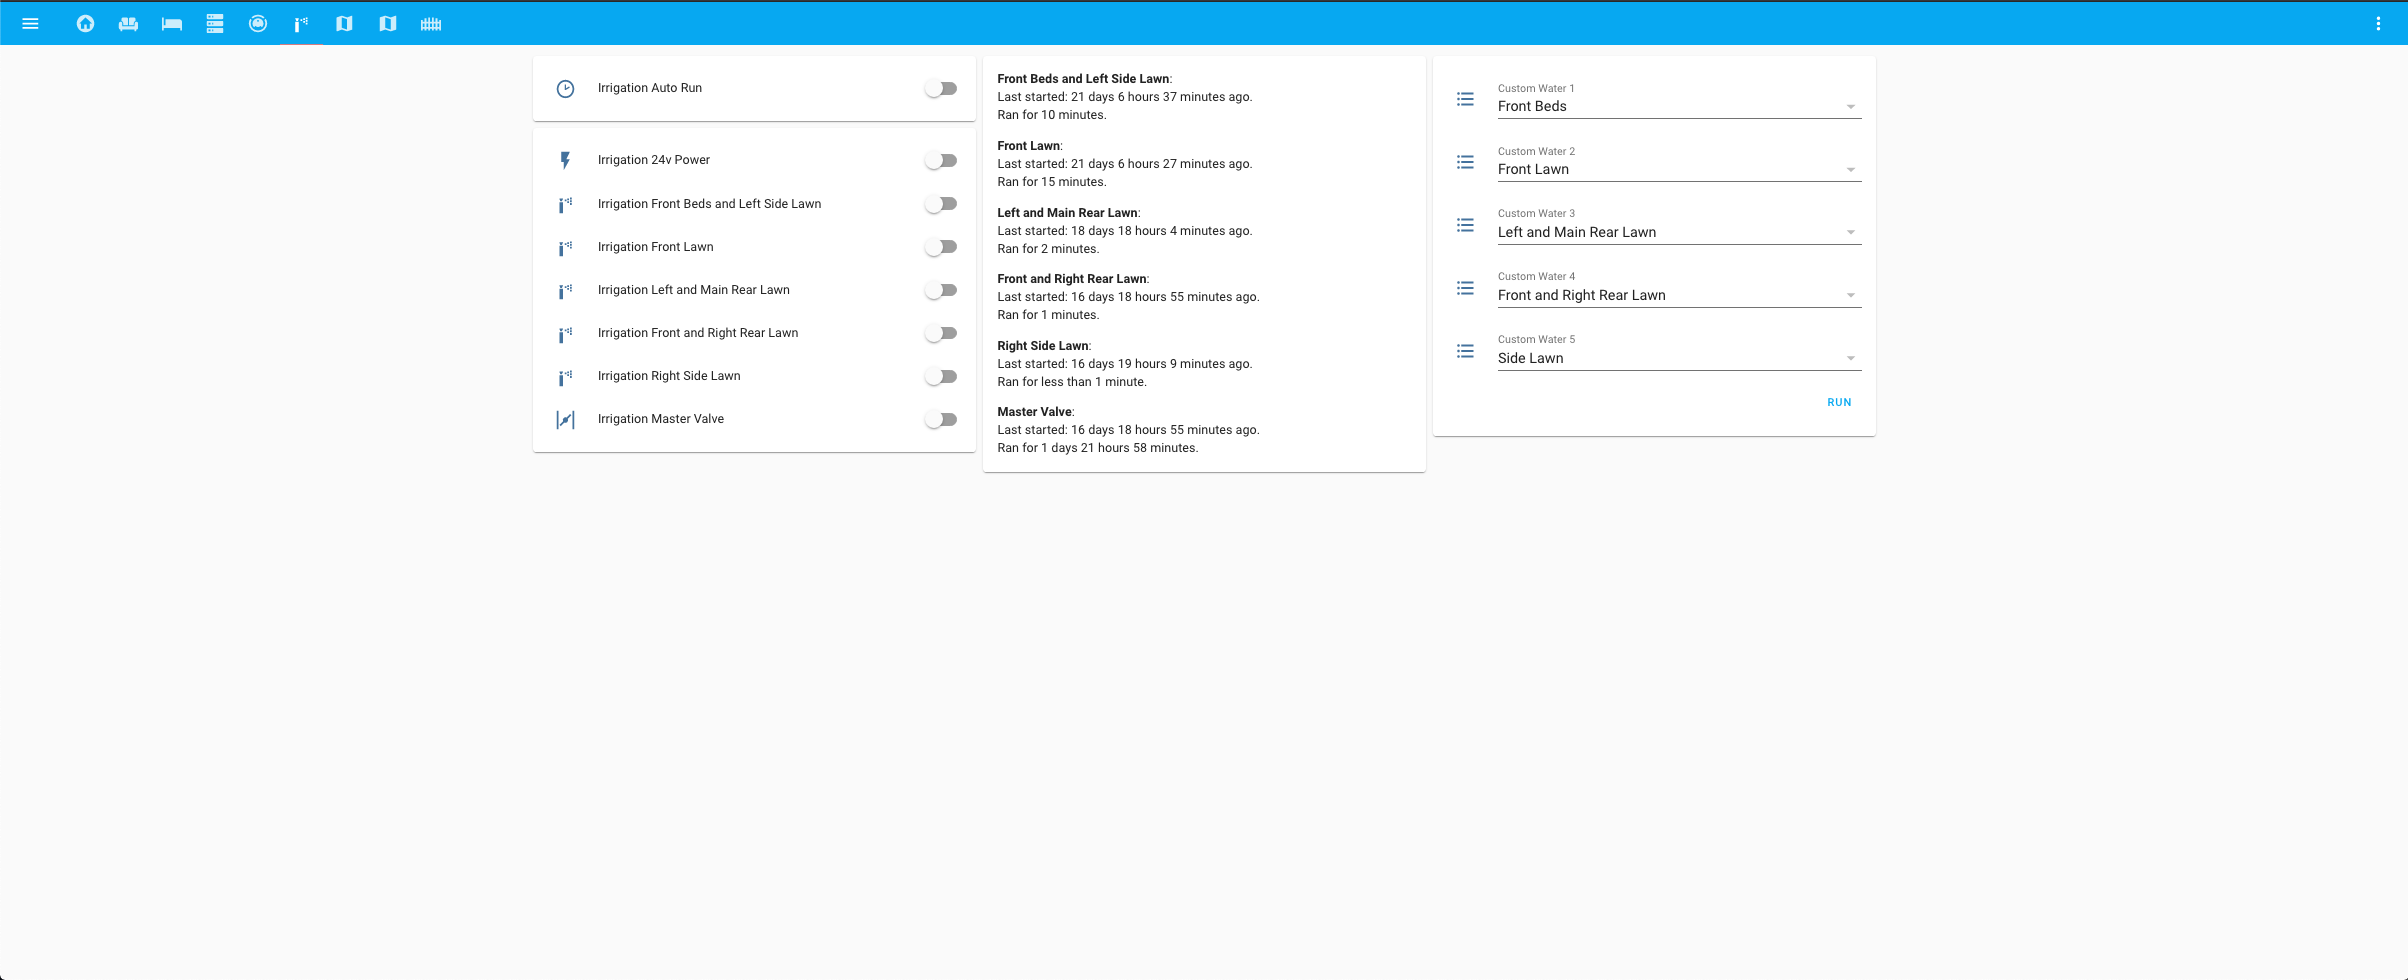 Irrigation Auto Run
Irrigation 24v Power
Irrigation Front Beds and Left Side Lawn
Irrigation Front Lawn
Irrigation Left and Main Rear Lawn
Irrigation Front and Right Rear Lawn
Irrigation Right Side Lawn
Irrigation Master Valve
Front Beds and Left Side Lawn:
Last started: 21 days 6 hours 37 minutes ago.
Ran for 10 minutes.
Front Lawn:
Last started: 21 days 6 hours 27 minutes ago.
Ran for 15 minutes.
Left and Main Rear Lawn:
Last started: 18 days 18 hours 4 minutes ago.
Ran for 2 minutes.
Front and Right Rear Lawn:
Last started: 16 days 18 hours 55 minutes ago.
Ran for 1 minutes.
Right Side Lawn:
Last started: 16 days 19 hours 9 minutes ago.
Ran for less than 1 minute.
Master Valve:
Last started: 16 days 18 hours 55 minutes ago.
Ran for 1 days 21 hours 58 minutes.
Custom Water 1
Front Beds
Custom Water 2
Front Lawn
Custom Water 3
Left and Main Rear Lawn
Custom Water 4
Front and Right Rear Lawn
Custom Water 5
Side Lawn
RUN